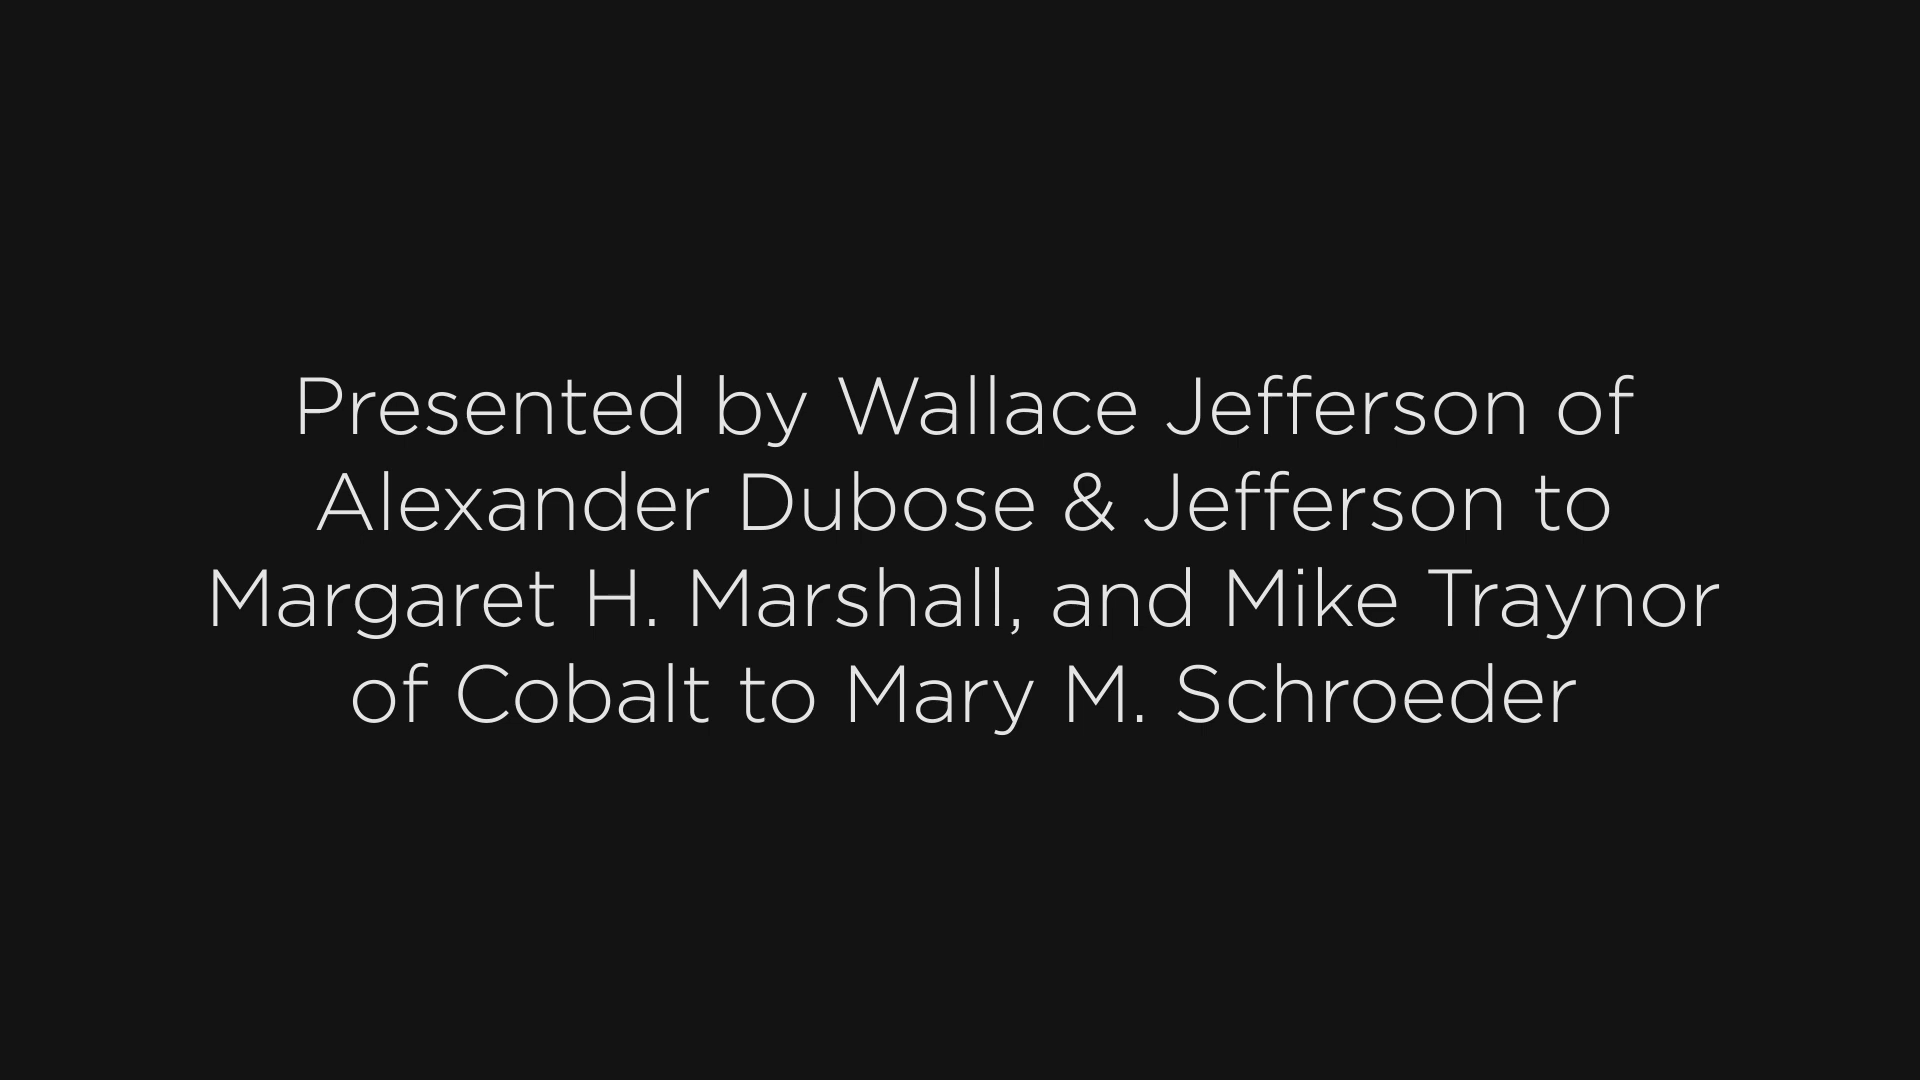 Presented by Wallace Jefferson of
Alexander Dubose & Jefferson to
Margaret H. Marshall, and Mike Traynor
of Cobalt to Mary M. Schroeder